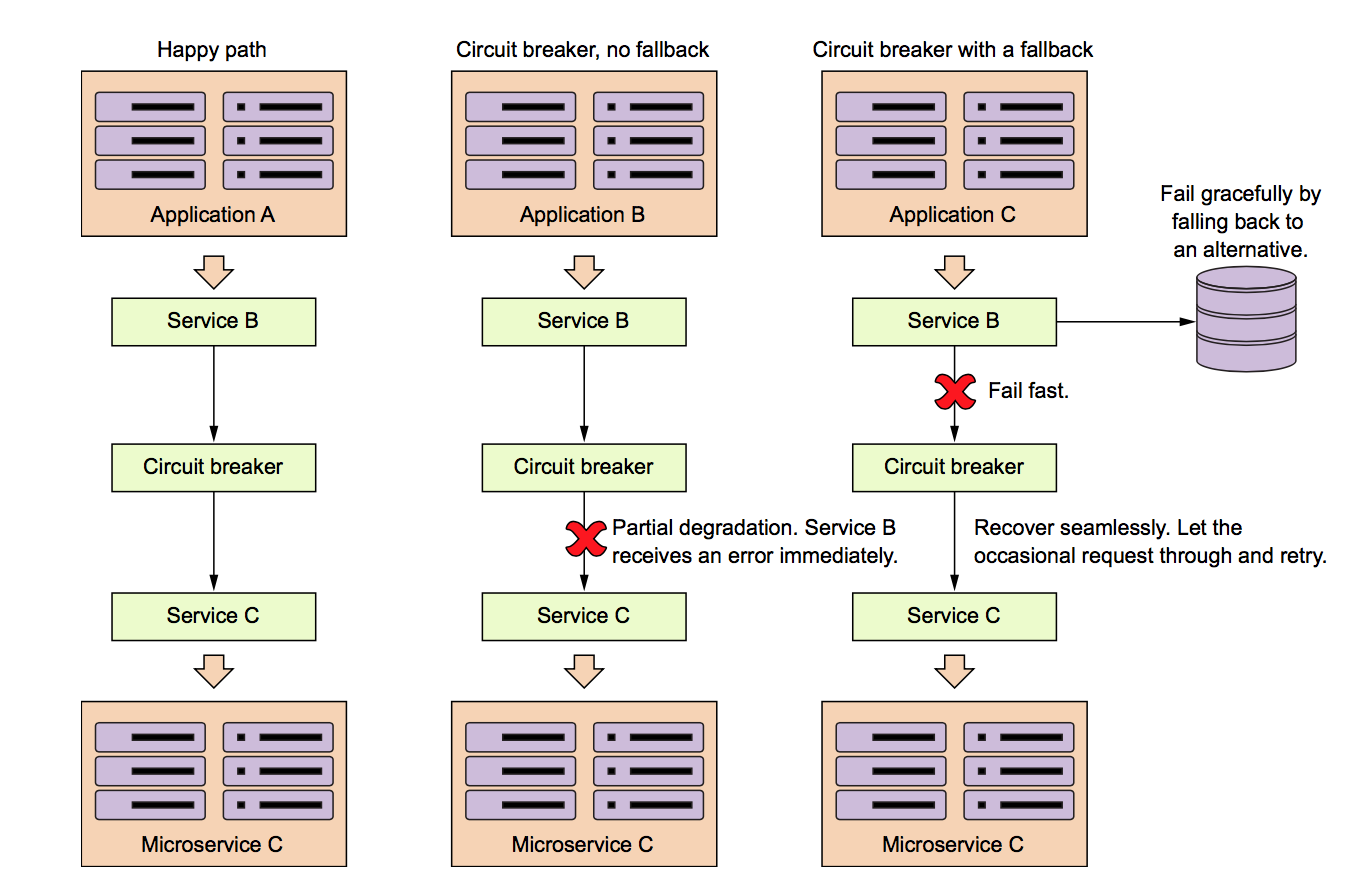 Happy path
Circuit breaker, no fallback
Circuit breaker with a fallback
Application A
Application B
Application C
Fail gracefully by
falling back to
an alternative.
Service B
Service B
Service B
Fail fast.
Circuit breaker
Circuit breaker
Circuit breaker
Partial degradation. Service B
receives an error immediately.
Recover seamlessly. Let the
occasional request through and retry.
Service C
Service C
Service C
Microservice C
Microservice C
Microservice C